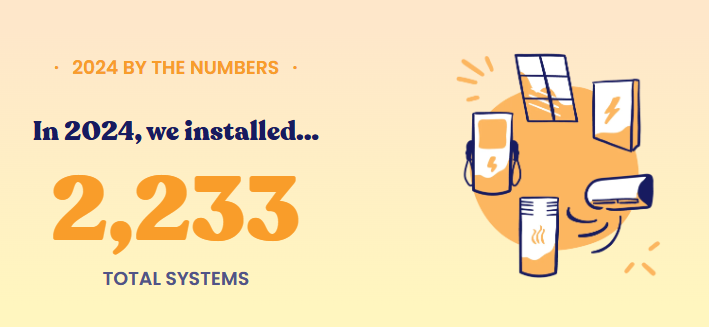 · 2024 BY THE NUMBERS ·
In 2024, we installed...
2,233
TOTAL SYSTEMS